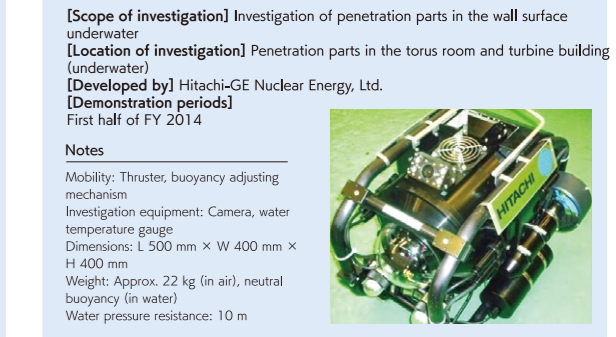 [Scope of investigation] Investigation of penetration parts in the wall surface
underwater
[Location of investigation] Penetration parts in the torus room and turbine building
(underwater)
[Developed by] Hitachi-GE Nuclear Energy, Ltd.
[Demonstration periods]
First half of FY 2014
Notes
Mobility: Thruster, buoyancy adjusting
mechanism
Investigation equipment: Camera, water
temperature gauge
Dimensions: L 500 mm × W 400 mm ×
H 400 mm
Weight: Approx. 22 kg (in air), neutral
buoyancy (in water)
Water pressure resistance: 10 m
HITACHI